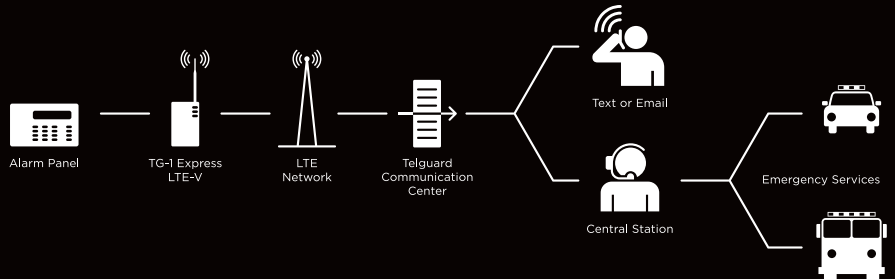 Text or Email
Alarm Panel
TG-1 Express
LTE-V
LTE
Network
Telguard
Communication
Center
Emergency Services
Central Station